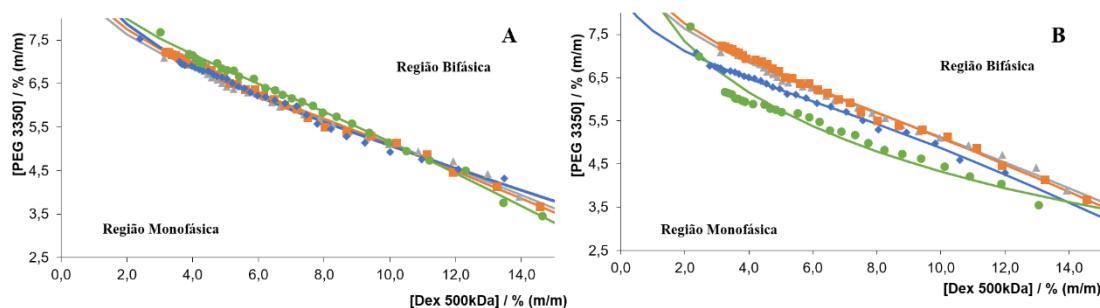 A
Região Bifásica
Região Monofásica
[PEG 3350] / % (m/m)
7,5
6,5
5,5
4,5
3,5
2,5
0,0 2,0 4,0 6,0 8,0 10,0 12,0 14,0
[Dex 500kDa] / % (m/m)
B
Região Bifásica
Região Monofásica
[PEG 3350] / % (m/m)
7,5
6,5
5,5
4,5
3,5
2,5
0,0 2,0 4,0 6,0 8,0 10,0 12,0 14,0
[Dex 500kDa] / % (m/m)